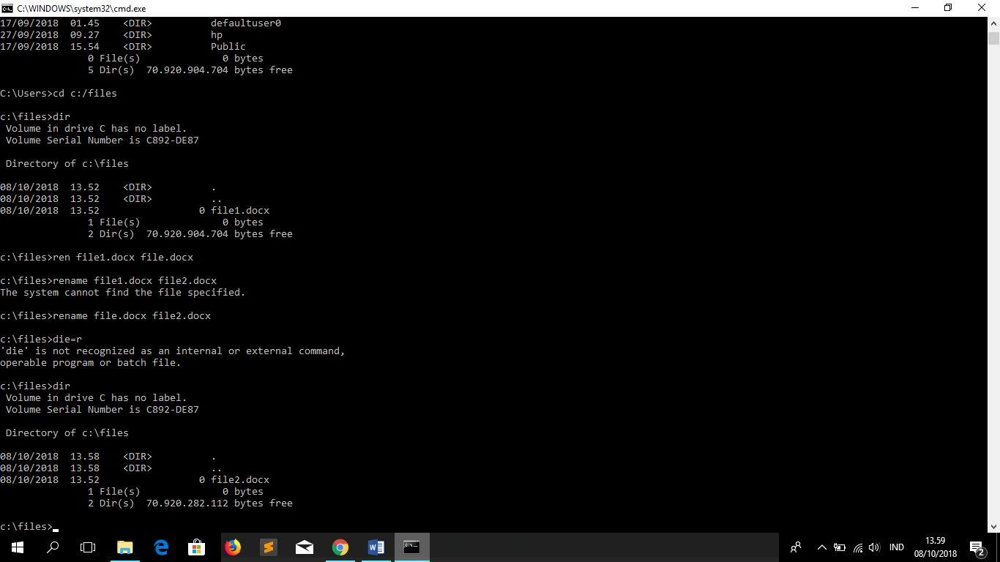 C:\WINDOWS\system32\cmd.exe
17/09/2018  01.45    <DIR>          defaultuser0
27/09/2018  09.27    <DIR>          hp
17/09/2018  15.54    <DIR>          Public
               0 File(s)              0 bytes
               5 Dir(s)  70.920.904.704 bytes free
C:\Users>cd c:/files
c:\files>dir
 Volume in drive C has no label.
 Volume Serial Number is C892-DE87
 Directory of c:\files
08/10/2018  13.52    <DIR>          .
08/10/2018  13.52    <DIR>          ..
08/10/2018  13.52                 0 file1.docx
               1 File(s)              0 bytes
               2 Dir(s)  70.920.904.704 bytes free
c:\files>ren file1.docx file.docx
c:\files>rename file1.docx file2.docx
The system cannot find the file specified.
c:\files>rename file.docx file2.docx
c:\files>die=r
'die' is not recognized as an internal or external command,
operable program or batch file.
c:\files>dir
 Volume in drive C has no label.
 Volume Serial Number is C892-DE87
 Directory of c:\files
08/10/2018  13.58    <DIR>          .
08/10/2018  13.58    <DIR>          ..
08/10/2018  13.52                 0 file2.docx
               1 File(s)              0 bytes
               2 Dir(s)  70.920.282.112 bytes free
c:\files>
IND
13.59
08/10/2018
2